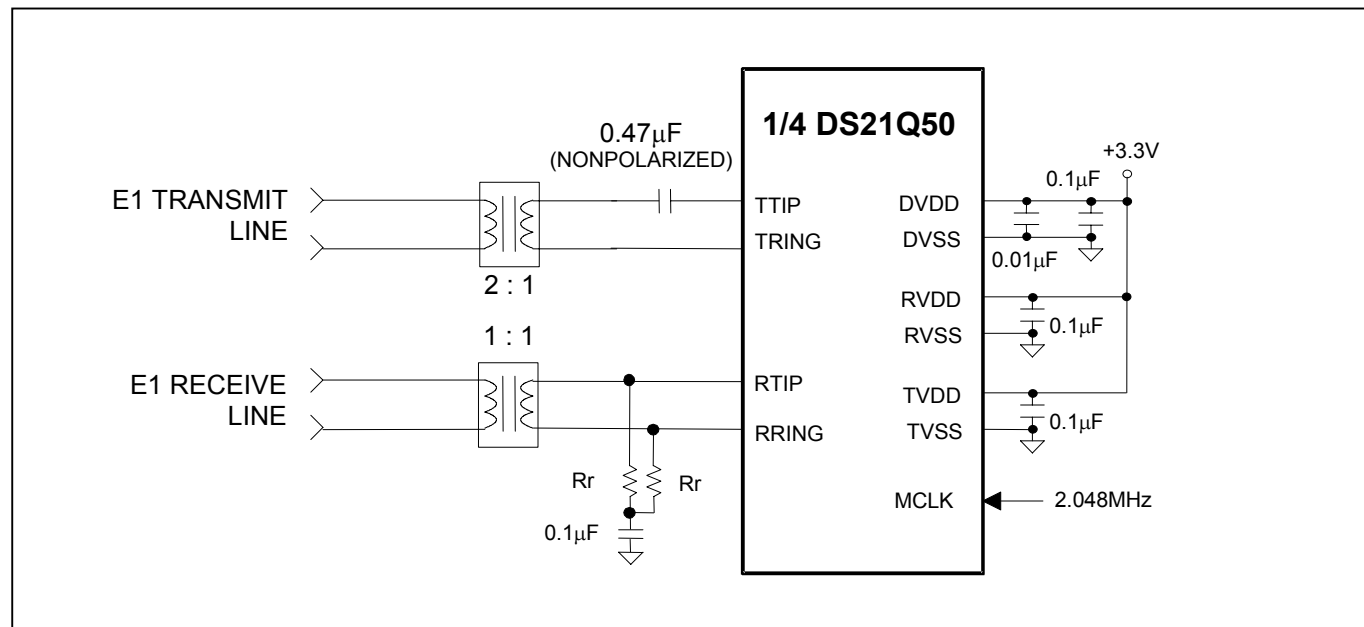 1/4 DS21Q50
0.47μF
(NONPOLARIZED)
+3.3V
0.1μF
E1 TRANSMIT
LINE
TTIP
DVDD
TRING
DVSS
0.01μF
2 : 1
RVDD
0.1μF
RVSS
1 : 1
E1 RECEIVE
LINE
RTIP
TVDD
0.1μF
RRING
TVSS
Rr
Rr
MCLK
2.048MHz
0.1μF